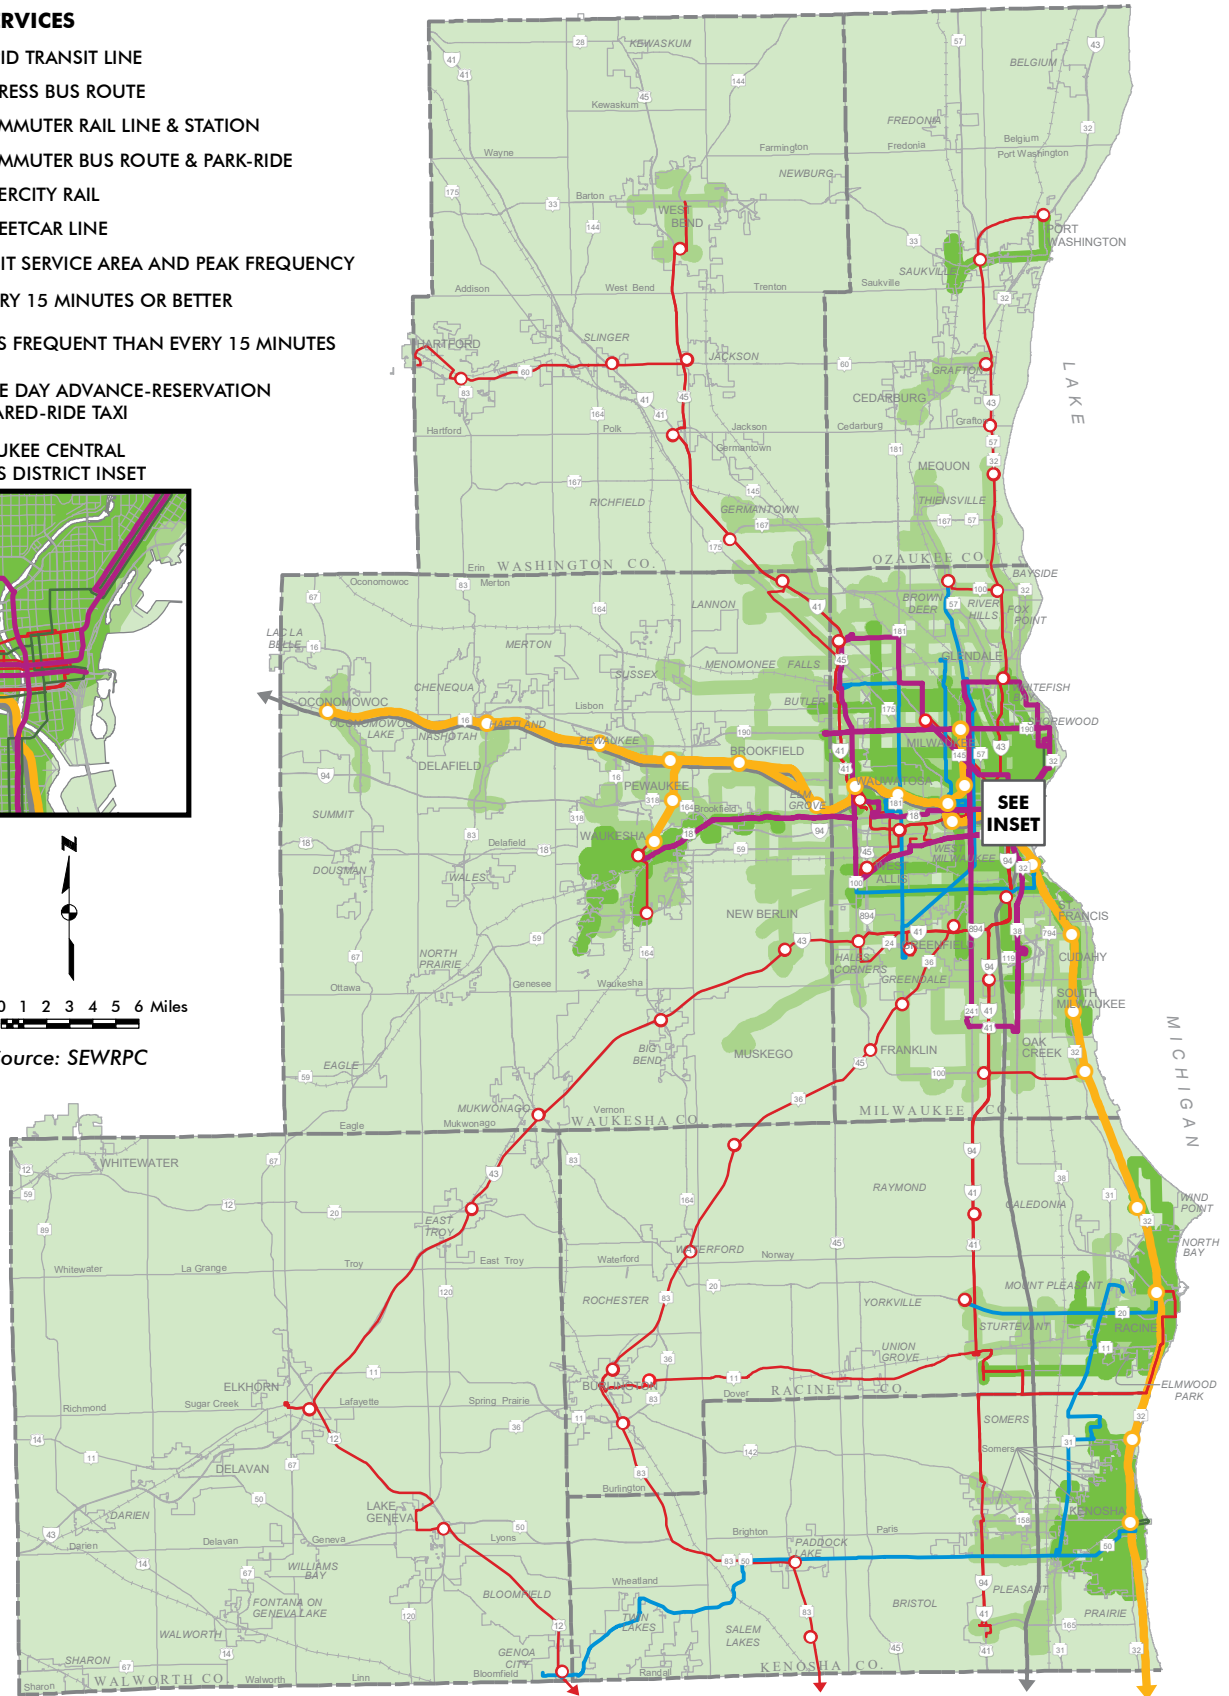 RVICES
ID TRANSIT LINE
RESS BUS ROUTE
MMUTER RAIL LINE & STATION
MMUTER BUS ROUTE & PARK-RIDE
ERCITY RAIL
EETCAR LINE
IT SERVICE AREA AND PEAK FREQUENCY
RY 15 MINUTES OR BETTER
S FREQUENT THAN EVERY 15 MINUTES
E DAY ADVANCE-RESERVATION
ARED-RIDE TAXI
UKEE CENTRAL
S DISTRICT INSET
N
0 1 2 3 4 5 6 Miles
ource: SEWRPC
KEWASKUM
BELGIUM
Kewaskum
FREDONIA
Wayne
Farmington
Fredonia
Belgium
Port Washington
NEWBURG
Barton
WEST
BEND
PORT
WASHINGTON
SAUKVILLE
Addison
West Bend
Trenton
Saukville
HARTFORD
SLINGER
JACKSON
GRAFTON
CEDARBURG
LAKE
Hartford
Polk
Jackson
Germantown
Cedarburg
Grafton
MEQUON
THIENSVILLE
RICHFIELD
GERMANTOWN
Erin
WASHINGTON CO.
OZAUKEE CO.
Oconomowoc
Merton
BAYSIDE
LANNON
BROWN
DEER
RIVER
HILLS
FOX
POINT
LAC LA
BELLE
MERTON
GLENDALE
SUSSEX
MENOMONEE FALLS
CHENEQUA
BUTLER
WHITEFISH
OCONOMOWOC
OCONOMOWOC
LAKE
NASHOTAH
HARTLAND
Lisbon
SHOREWOOD
PEWAUKEE
BROOKFIELD
MILWAUKEE
DELAFIELD
PEWAUKEE
ELM
GROVE
WAUWATOSA
SEE
INSET
SUMMIT
Brookfield
WAUKESHA
Delafield
WEST
MILWAUKEE
DOUSMAN
WALES
WEST
ALLIS
NEW BERLIN
ST
FRANCIS
NORTH
PRAIRIE
HALES
CORNERS
GREENFIELD
CUDAHY
Ottawa
Genesee
Waukesha
GREENDALE
SOUTH
MILWAUKEE
EAGLE
BIG
BEND
MUSKEGO
FRANKLIN
OAK
CREEK
MICHIGAN
MUKWONAGO
Vernon
WAUKESHA CO.
MILWAUKEE CO.
Eagle
Mukwonago
WHITEWATER
RAYMOND
CALEDONIA
WIND
POINT
EAST
TROY
NORTH
BAY
WATERFORD
Norway
Waterford
Whitewater
La Grange
Troy
East Troy
ROCHESTER
YORKVILLE
MOUNT PLEASANT
STURTEVANT
RACINE
UNION
GROVE
ELKHORN
BURLINGTON
Dover
RACINE CO.
ELMWOOD
PARK
Richmond
Sugar Creek
Lafayette
Spring Prairie
SOMERS
Somers
DELAVAN
Burlington
DARIEN
LAKE
GENEVA
KENOSHA
Darien
Delavan
Geneva
Lyons
Brighton
Paris
PADDOCK
LAKE
WILLIAMS
BAY
BLOOMFIELD
Wheatland
PLEASANT
PRAIRIE
FONTANA ON
GENEVA LAKE
TWIN
LAKES
SALEM
LAKES
BRISTOL
WALWORTH
GENOA
CITY
SHARON
Sharon
WALWORTH CO.
Walworth
Linn
Bloomfield
Randall
KENOSHA CO.